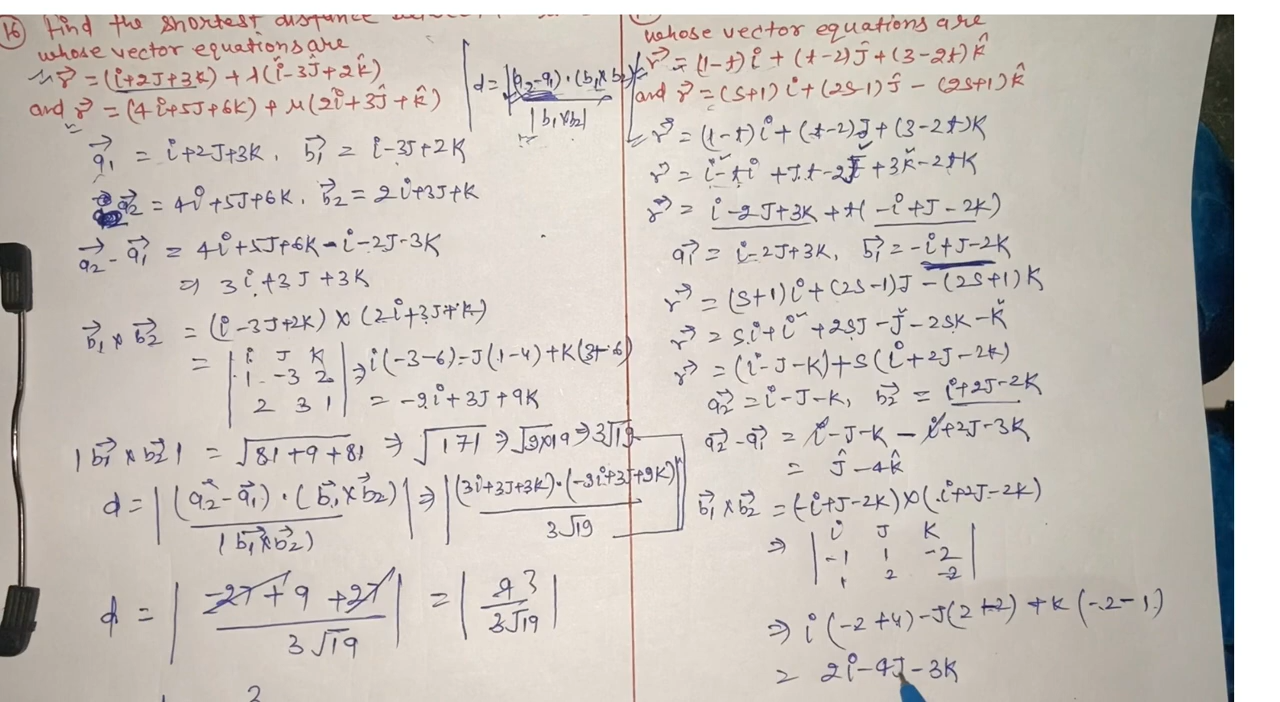 16) Find the shortest distance
whose vector equations are
r⃗ = (i+2J+3k) + λ(î-3Ĵ+2k̂)
and r⃗ = (4i+5J+6K) + μ(2î+3Ĵ+k̂)
d = |(a2-a1)·(b1×b2)|
|b1×b2|
a1⃗ = i+2J+3K, b1⃗ = i-3J+2K
a2⃗ = 4i+5J+6K, b2⃗ = 2i+3J+K
a2⃗ - a1⃗ = 4i+5J+6K-i-2J-3K
⇒ 3i+3J+3K
b1⃗ × b2⃗ = (i-3J+2K) × (2i+3J+k)
= | i J K |
| 1 -3 2 | ⇒ i(-3-6)-J(1-4)+K(3+6)
| 2 3 1 | = -9i+3J+9K
|b1⃗ × b2⃗| = √81+9+81 ⇒ √171 ⇒ √9×19 ⇒ 3√19
d = |(a2⃗-a1⃗)·(b1⃗×b2⃗)| ⇒ |(3i+3J+3K)·(-9i+3J+9K)|
|b1⃗×b2⃗| 3√19
d = |-27+9+27| = |9 3|
3√19 3√19
3
whose vector equations are
r⃗ = (1-t)î + (t-2)Ĵ + (3-2t)k̂
and r⃗ = (s+1)î + (2s-1)Ĵ - (2s+1)k̂
r⃗ = (1-t)i + (t-2)J + (3-2t)K
r⃗ = i-ti + Jt-2J + 3k-2tK
r⃗ = i-2J+3K + t(-i+J-2K)
a1⃗ = i-2J+3K, b1⃗ = -i+J-2K
r⃗ = (s+1)i + (2s-1)J - (2s+1)K
r⃗ = si+i+2sJ-J-2sK-K
r⃗ = (i-J-K)+s(i+2J-2k)
a2⃗ = i-J-K, b2⃗ = i+2J-2K
a2⃗-a1⃗ = i-J-K-i+2J-3K
= Ĵ-4k̂
b1⃗ × b2⃗ = (-i+J-2K)×(i+2J-2K)
⇒ | i J K |
| -1 1 -2 |
| 1 2 -2 |
⇒ i(-2+4)-J(2+2)+K(-2-1)
= 2i-4J-3K